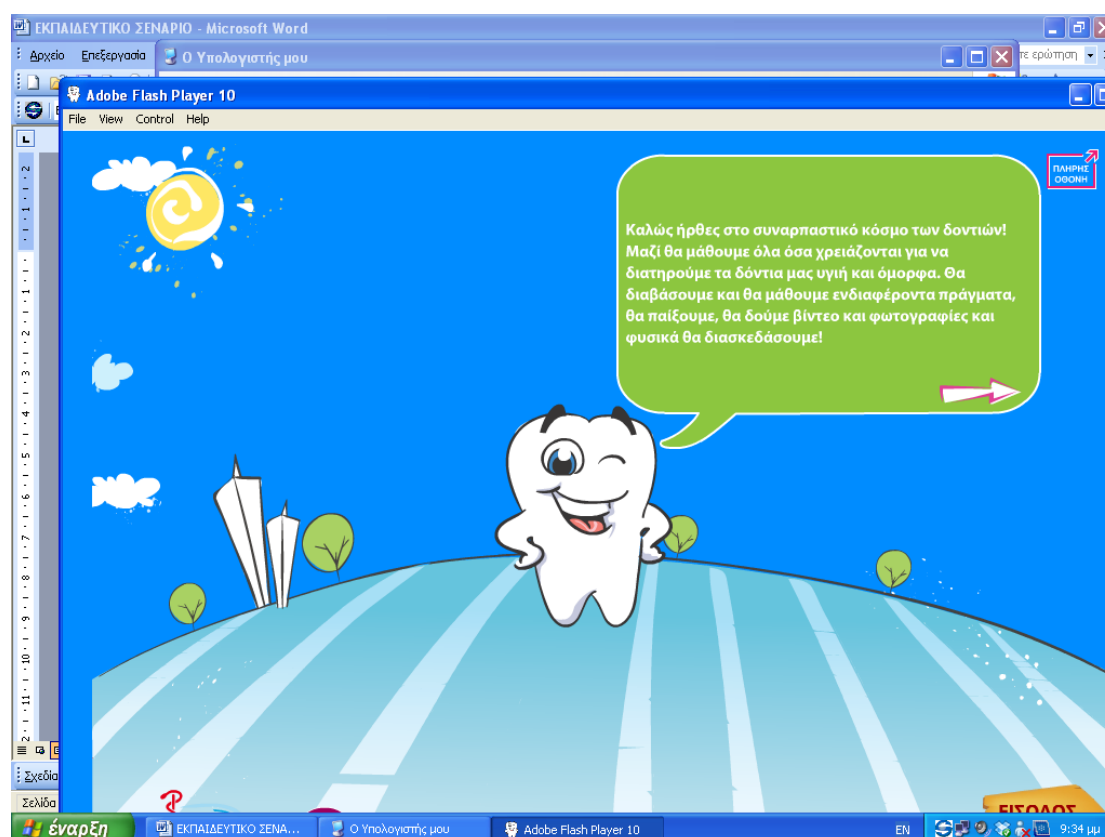 ΕΚΠΑΙΔΕΥΤΙΚΟ ΣΕΝΑΡΙΟ - Microsoft Word
Αρχείο Επεξεργασία
Ο Υπολογιστής μου
τε ερώτηση
Adobe Flash Player 10
File View Control Help
ΠΛΗΡΗΣ
ΟΘΟΝΗ
Καλώς ήρθες στο συναρπαστικό κόσμο των δοντιών!
Μαζί θα μάθουμε όλα όσα χρειάζονται για να
διατηρούμε τα δόντια μας υγιή και όμορφα. Θα
διαβάσουμε και θα μάθουμε ενδιαφέροντα πράγματα,
θα παίξουμε, θα δούμε βίντεο και φωτογραφίες και
φυσικά θα διασκεδάσουμε!
ΕΙΣΟΔΟΣ
Σχεδία
Σελίδα
έναρξη
ΕΚΠΑΙΔΕΥΤΙΚΟ ΣΕΝΑ...
Ο Υπολογιστής μου
Adobe Flash Player 10
EN
9:34 μμ